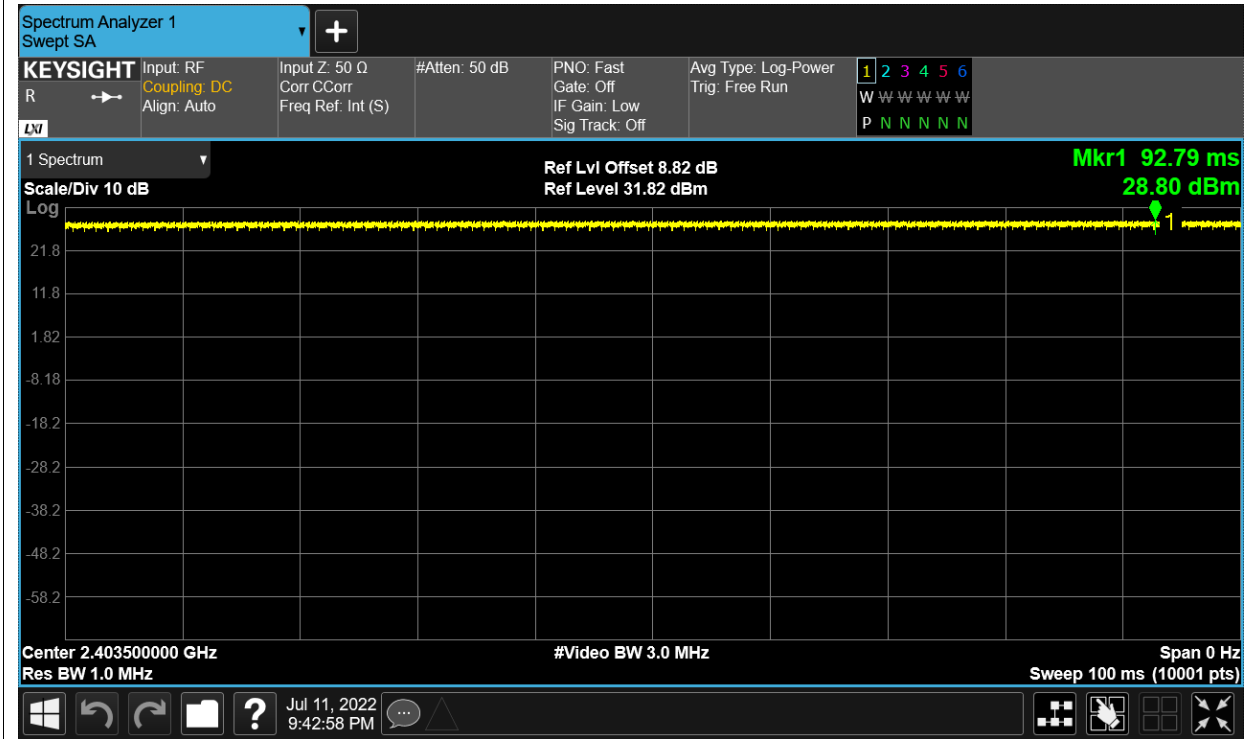 Spectrum Analyzer 1
Swept SA
+
KEYSIGHT
R
LXI
Input: RF
Coupling: DC
Align: Auto
Input Z: 50 Ω
Corr CCorr
Freq Ref: Int (S)
#Atten: 50 dB
PNO: Fast
Gate: Off
IF Gain: Low
Sig Track: Off
Avg Type: Log-Power
Trig: Free Run
1 2 3 4 5 6
W W W W W W
P N N N N N
1 Spectrum
Scale/Div 10 dB
Ref Lvl Offset 8.82 dB
Ref Level 31.82 dBm
Mkr1 92.79 ms
28.80 dBm
Log
1
21.8
11.8
1.82
-8.18
-18.2
-28.2
-38.2
-48.2
-58.2
Center 2.403500000 GHz
Res BW 1.0 MHz
#Video BW 3.0 MHz
Span 0 Hz
Sweep 100 ms (10001 pts)
?
Jul 11, 2022
9:42:58 PM